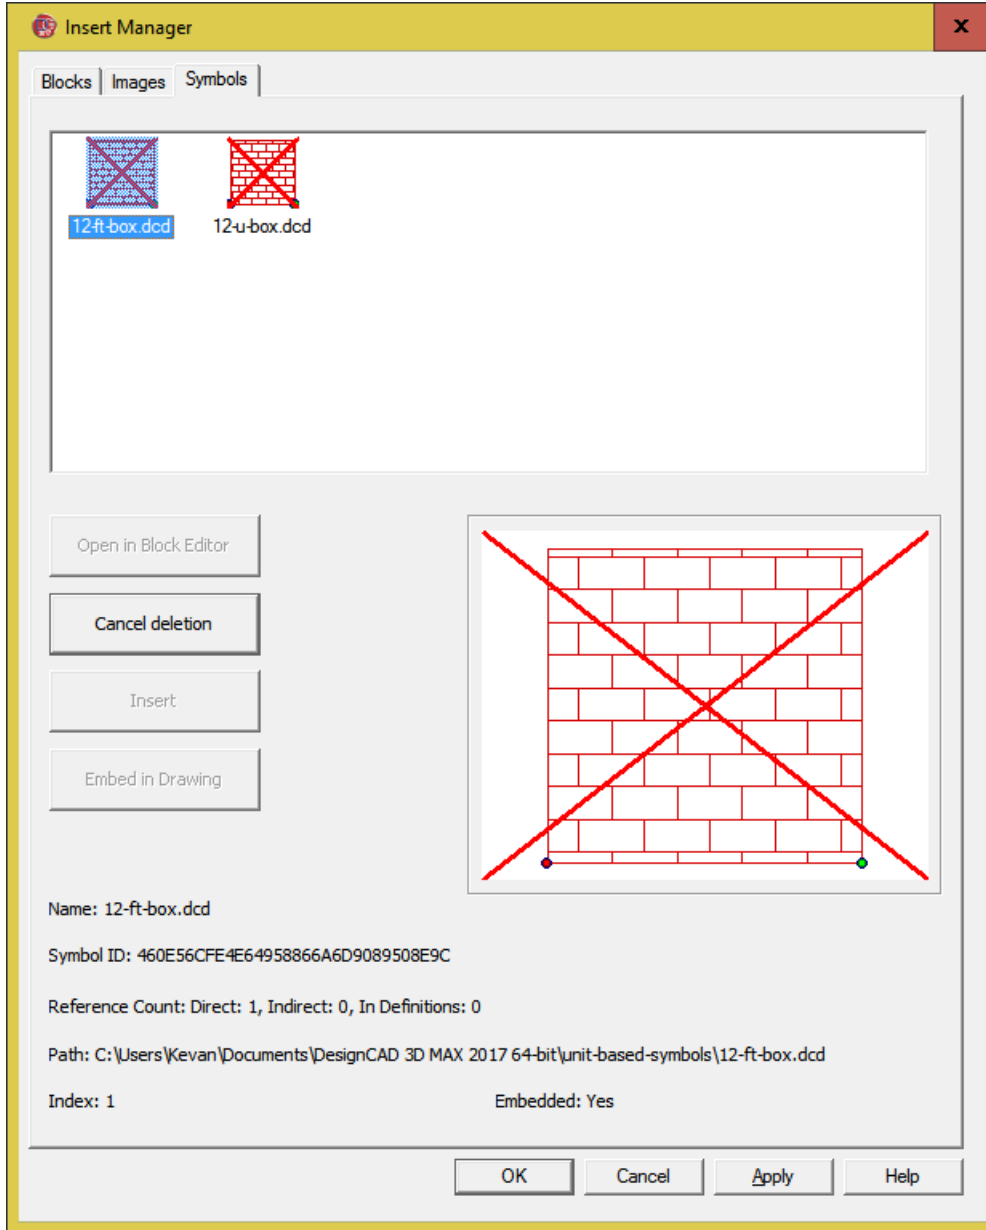 Insert Manager
x
Blocks Images Symbols
12-ft-box.dcd 12-u-box.dcd
Open in Block Editor
Cancel deletion
Insert
Embed in Drawing
Name: 12-ft-box.dcd
Symbol ID: 460E56CFE4E64958866A6D9089508E9C
Reference Count: Direct: 1, Indirect: 0, In Definitions: 0
Path: C:\Users\Kevan\Documents\DesignCAD 3D MAX 2017 64-bit\unit-based-symbols\12-ft-box.dcd
Index: 1 Embedded: Yes
OK Cancel Apply Help